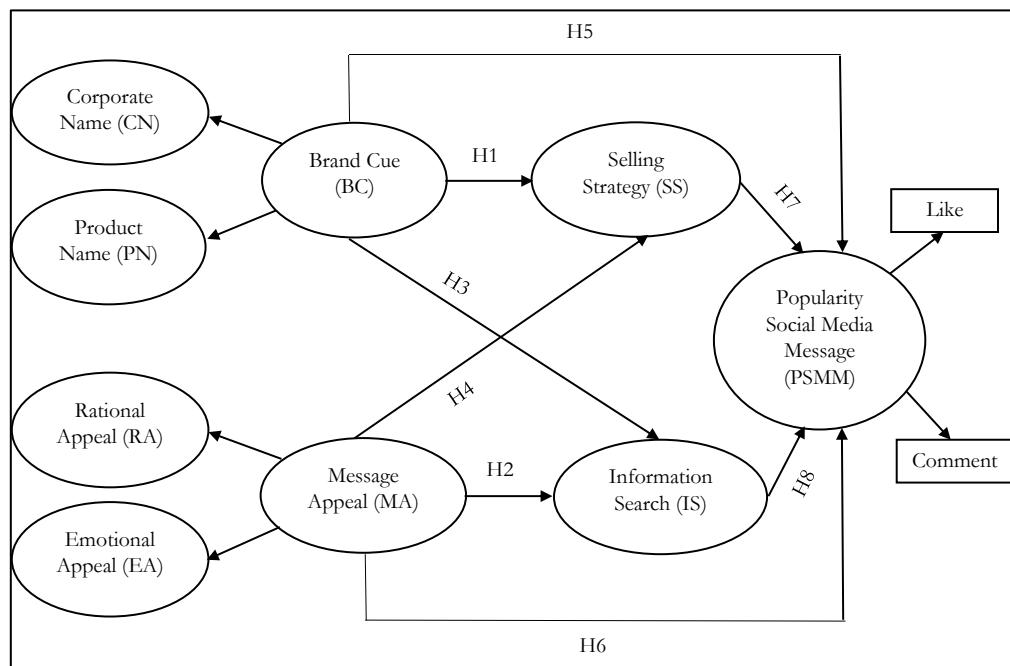 H5
Corporate
Name (CN)
Brand Cue
(BC)
H1
Selling
Strategy (SS)
H7
Like
Product
Name (PN)
H3
Popularity
Social Media
Message
(PSMM)
H4
Rational
Appeal (RA)
Message
Appeal (MA)
H2
Information
Search (IS)
H8
Comment
Emotional
Appeal (EA)
H6